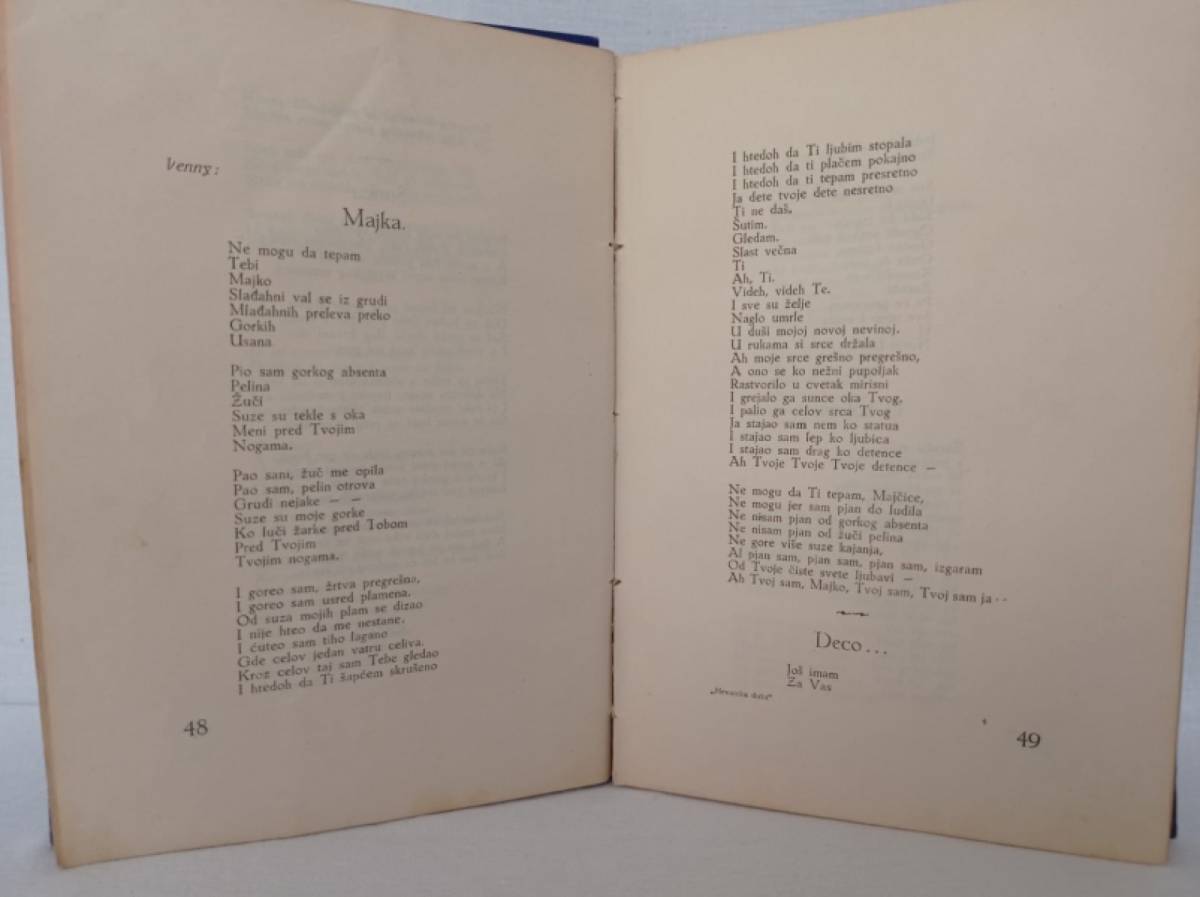 Venny:
Majka.
Ne mogu da tepam
Tebi
Majko
Slađahni val se iz grudi
Mlađahnih preleva preko
Gorkih
Usana
Pio sam gorkog absenta
Pelina
Žuči
Suze su tekle s oka
Meni pred Tvojim
Nogama.
Pao sam, žuč me opila
Pao sam, pelin otrova
Grudi nejake — —
Suze su moje gorke
Ko luči žarke pred Tobom
Pred Tvojim
Tvojim nogama.
I goreo sam, žrtva pregrešna,
I goreo sam usred plamena.
Od suza mojih plam se dizao
I nije hteo da me nestane.
I ćuteo sam tiho lagano
Gde celov jedan vatru celiva.
Kroz celov taj sam Tebe gledao
I htedoh da Ti šapćem skrušeno
48
I htedoh da Ti ljubim stopala
I htedoh da ti plačem pokajno
I htedoh da ti tepam presretno
Ja dete tvoje dete nesretno
Ti ne daš.
Šutim.
Gledam.
Slast večna
Ti
Ah, Ti.
Videh, videh Te.
I sve su želje
Naglo umrle
U duši mojoj novoj nevinoj.
U rukama si srce držala
Ah moje srce grešno pregrešno,
A ono se ko nežni pupoljak
Rastvorilo u cvetak mirisni
I grejalo ga sunce oka Tvog.
I palio ga celov srca Tvog
Ja stajao sam nem ko statua
I stajao sam lep ko ljubica
I stajao sam drag ko detence
Ah Tvoje Tvoje Tvoje detence —
Ne mogu da Ti tepam, Majčice,
Ne mogu jer sam pjan do ludila
Ne nisam pjan od gorkog absenta
Ne nisam pjan od žuči pelina
Ne gore više suze kajanja,
Al pjan sam, pjan sam, pjan sam, izgaram
Od Tvoje čiste svete ljubavi —
Ah Tvoj sam, Majko, Tvoj sam, Tvoj sam ja - -
Deco...
Još imam
Za Vas
49